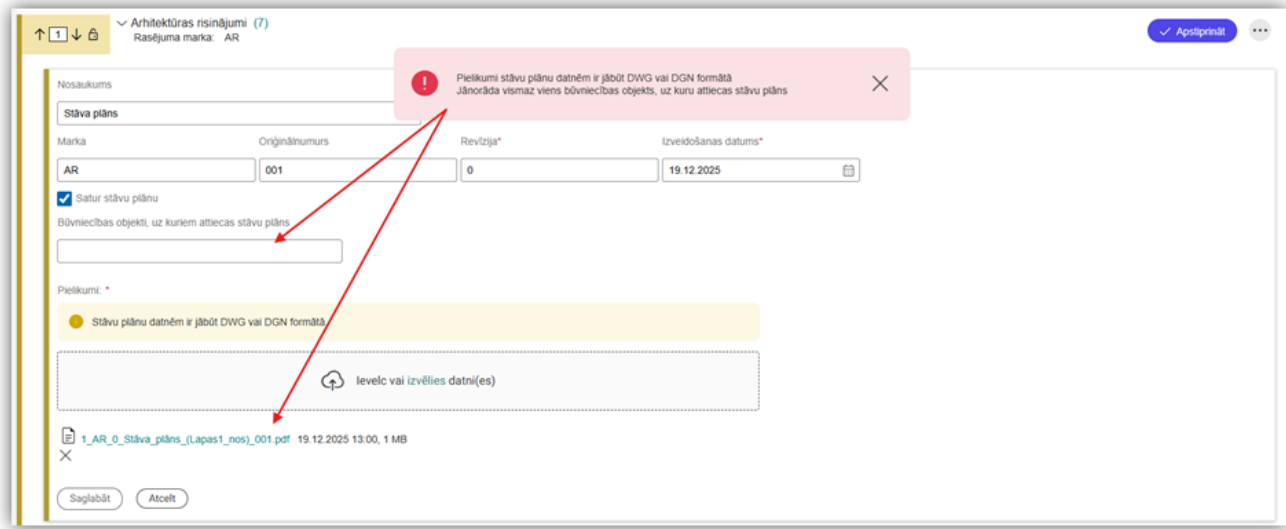 1
Arhitektūras risinājumi (7)
Rasējuma marka: AR
Apstiprināt
Pielikumi stāvu plānu datnēm ir jābūt DWG vai DGN formātā
Jānorāda vismaz viens būvniecības objekts, uz kuru attiecas stāvu plāns
Nosaukums
Stāva plāns
Marka
Oriģinālnumurs
Revīzija*
Izveidošanas datums*
AR
001
0
19.12.2025
Satur stāvu plānu
Būvniecības objekti, uz kuriem attiecas stāvu plāns
Pielikumi: *
Stāvu plānu datnēm ir jābūt DWG vai DGN formātā
Ievelc vai izvēlies datni(es)
1_AR_0_Stāva_plāns_(Lapas1_nos)_001.pdf 19.12.2025 13:00, 1 MB
Saglabāt
Atcelt